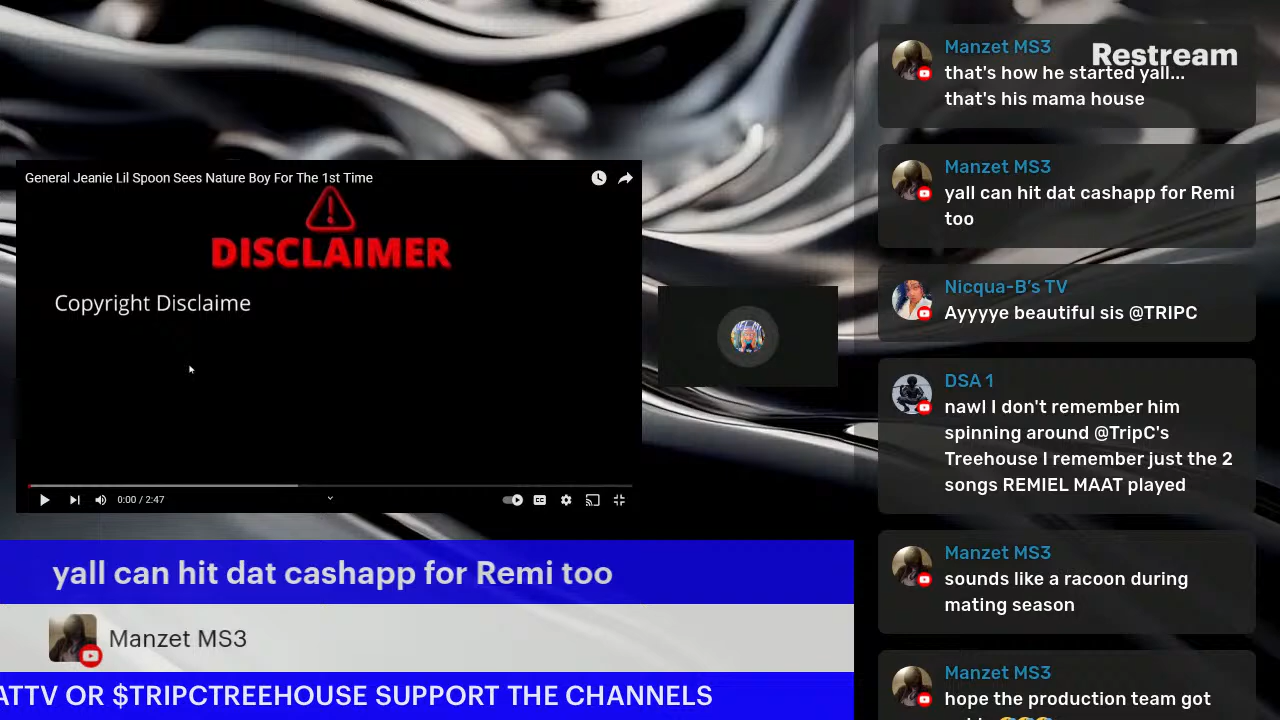 General Jeanie Lil Spoon Sees Nature Boy For The 1st Time
DISCLAIMER
Copyright Disclaime
0:00 / 2:47
CC
yall can hit dat cashapp for Remi too
Manzet MS3
ATTV OR $TRIPCTREEHOUSE SUPPORT THE CHANNELS
Restream
Manzet MS3
that's how he started yall...
that's his mama house
Manzet MS3
yall can hit dat cashapp for Remi
too
Nicqua-B's TV
Ayyyye beautiful sis @TRIPC
DSA 1
nawl I don't remember him
spinning around @TripC's
Treehouse I remember just the 2
songs REMIEL MAAT played
Manzet MS3
sounds like a racoon during
mating season
Manzet MS3
hope the production team got